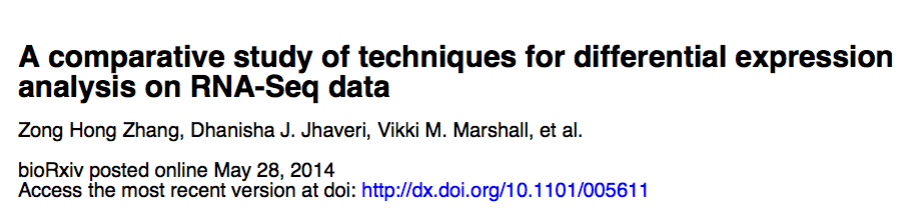 A comparative study of techniques for differential expression
analysis on RNA-Seq data
Zong Hong Zhang, Dhanisha J. Jhaveri, Vikki M. Marshall, et al.
bioRxiv posted online May 28, 2014
Access the most recent version at doi: http://dx.doi.org/10.1101/005611